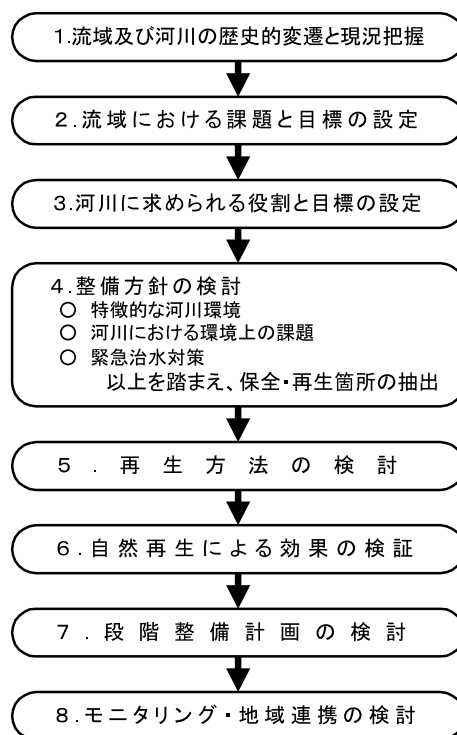 1.流域及び河川の歴史的変遷と現況把握
2.流域における課題と目標の設定
3.河川に求められる役割と目標の設定
4.整備方針の検討
○ 特徴的な河川環境
○ 河川における環境上の課題
○ 緊急治水対策
以上を踏まえ、保全・再生箇所の抽出
5.再生方法の検討
6.自然再生による効果の検証
7.段階整備計画の検討
8.モニタリング・地域連携の検討